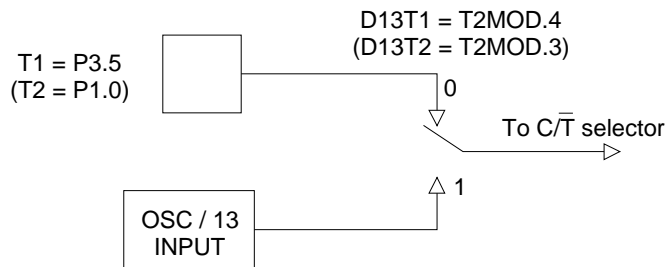 D13T1 = T2MOD.4
(D13T2 = T2MOD.3)
T1 = P3.5
(T2 = P1.0)
0
To C/T̅ selector
1
OSC / 13
INPUT